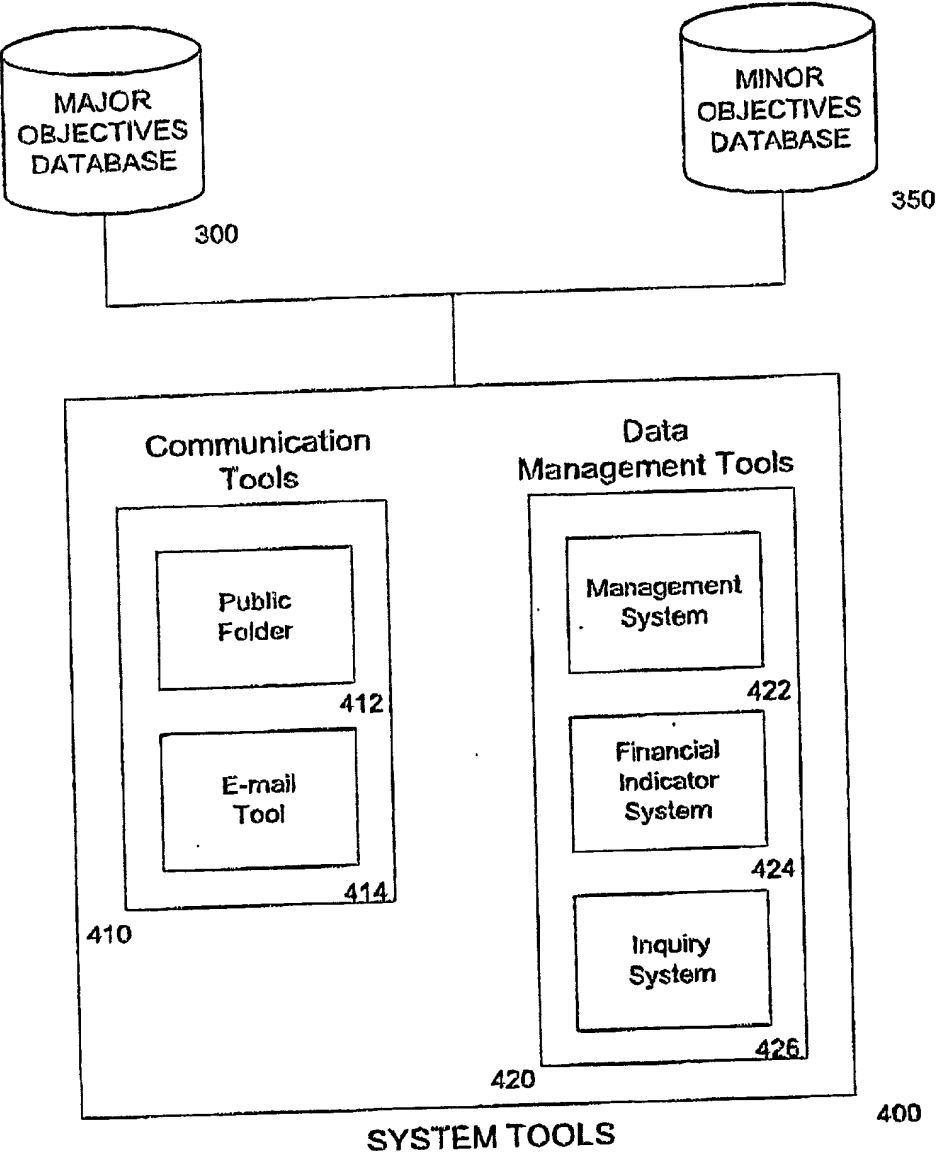 MAJOR
OBJECTIVES
DATABASE
300
MINOR
OBJECTIVES
DATABASE
350
Communication
Tools
Public
Folder
412
E-mail
Tool
414
410
Data
Management Tools
Management
System
422
Financial
Indicator
System
424
Inquiry
System
426
420
400
SYSTEM TOOLS